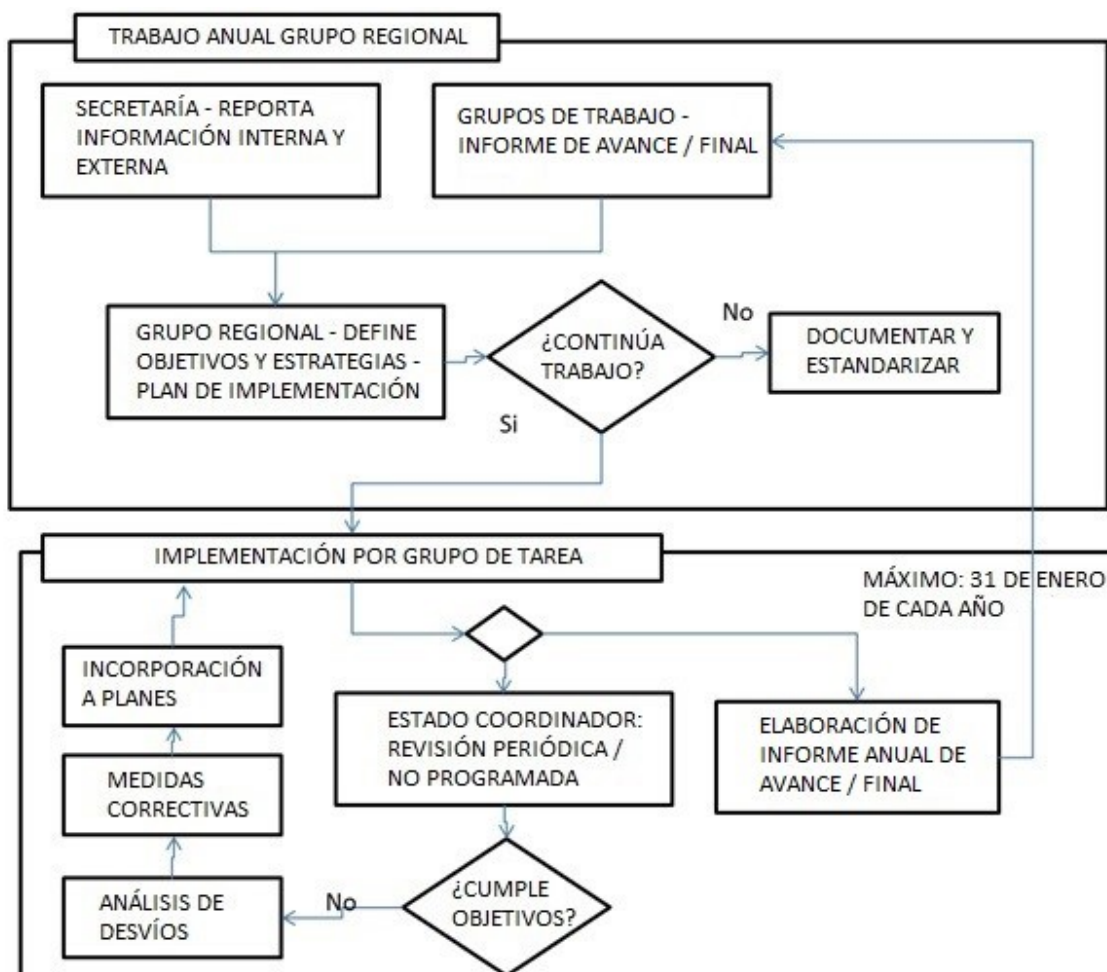 TRABAJO ANUAL GRUPO REGIONAL
SECRETARÍA - REPORTA
INFORMACIÓN INTERNA Y
EXTERNA
GRUPOS DE TRABAJO -
INFORME DE AVANCE / FINAL
GRUPO REGIONAL - DEFINE
OBJETIVOS Y ESTRATEGIAS -
PLAN DE IMPLEMENTACIÓN
¿CONTINÚA
TRABAJO?
No
DOCUMENTAR Y
ESTANDARIZAR
Si
IMPLEMENTACIÓN POR GRUPO DE TAREA
MÁXIMO: 31 DE ENERO
DE CADA AÑO
INCORPORACIÓN
A PLANES
ESTADO COORDINADOR:
REVISIÓN PERIÓDICA /
NO PROGRAMADA
ELABORACIÓN DE
INFORME ANUAL DE
AVANCE / FINAL
MEDIDAS
CORRECTIVAS
ANÁLISIS DE
DESVÍOS
No
¿CUMPLE
OBJETIVOS?